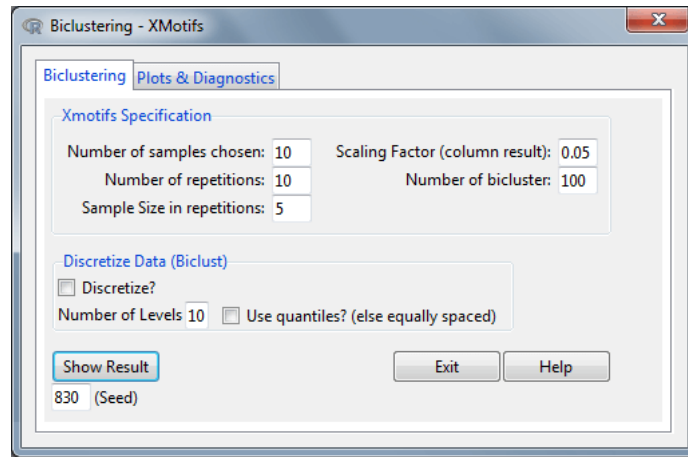 Biclustering - XMotifs
Biclustering Plots & Diagnostics
Xmotifs Specification
Number of samples chosen: 10 Scaling Factor (column result): 0.05
Number of repetitions: 10 Number of bicluster: 100
Sample Size in repetitions: 5
Discretize Data (Biclust)
Discretize?
Number of Levels 10 Use quantiles? (else equally spaced)
Show Result Exit Help
830 (Seed)